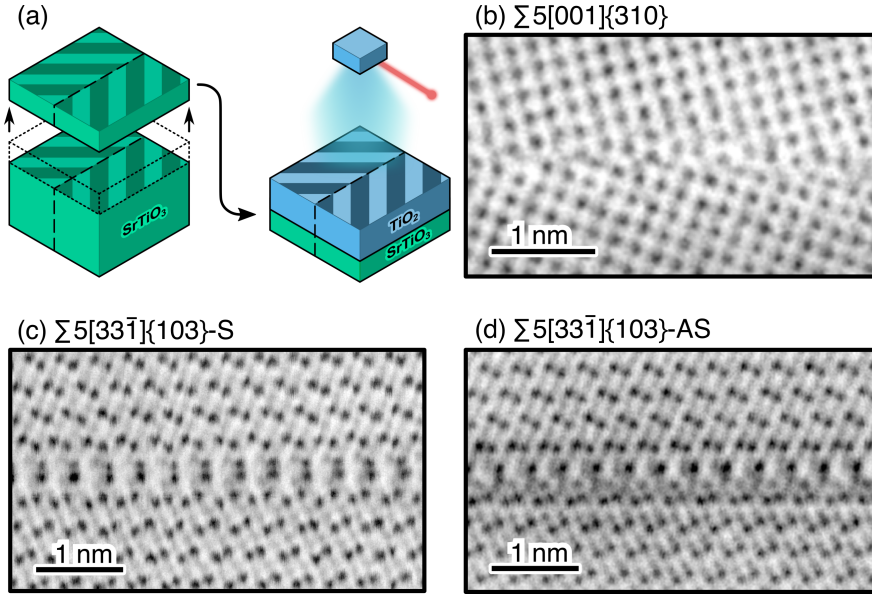 (a)
SrTiO₃
TiO₂
SrTiO₃
(b) ∑5[001]{310}
1 nm
(c) ∑5[331̄]{103}-S
1 nm
(d) ∑5[331̄]{103}-AS
1 nm